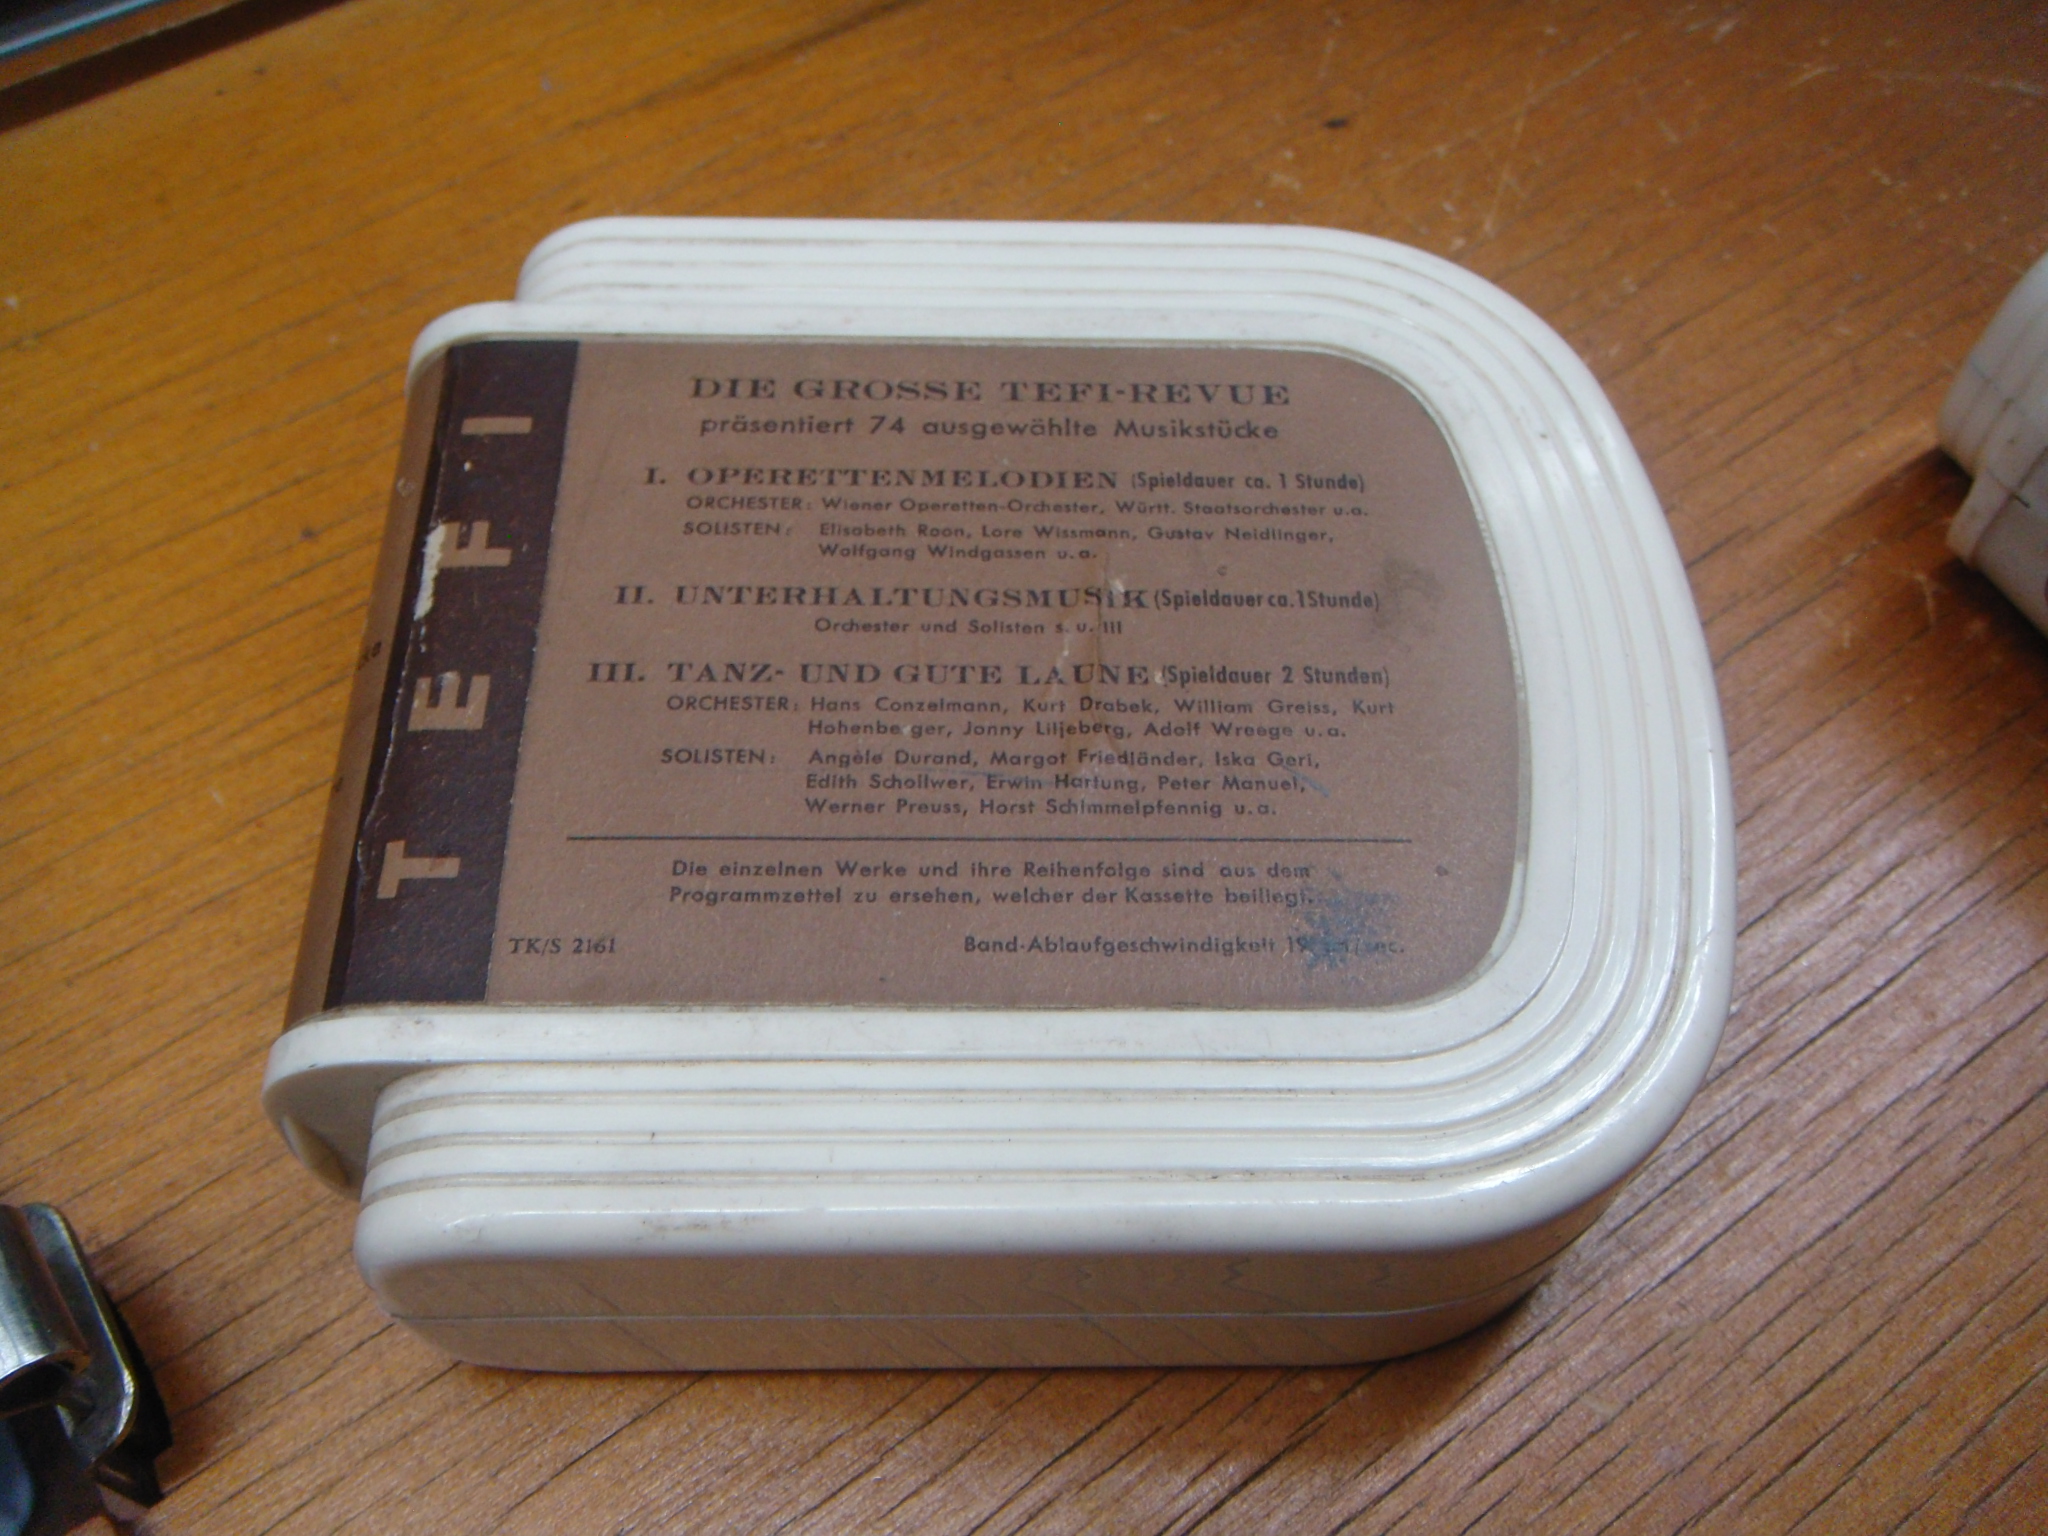 TEFI
DIE GROSSE TEFI-REVUE
präsentiert 74 ausgewählte Musikstücke
I. OPERETTENMELODIEN (Spieldauer ca. 1 Stunde)
ORCHESTER: Wiener Operetten-Orchester, Württ. Staatsorchester u.a.
SOLISTEN: Elisabeth Roon, Lore Wissmann, Gustav Neidlinger,
Wolfgang Windgassen u.a.
II. UNTERHALTUNGSMUSIK (Spieldauer ca. 1 Stunde)
Orchester und Solisten s. u. III
III. TANZ- UND GUTE LAUNE (Spieldauer 2 Stunden)
ORCHESTER: Hans Conzelmann, Kurt Drabek, William Greiss, Kurt
Hohenberger, Jonny Liljeberg, Adolf Wreege u.a.
SOLISTEN: Angèle Durand, Margot Friedländer, Iska Geri,
Edith Schollwer, Erwin Hartung, Peter Manuel,
Werner Preuss, Horst Schimmelpfennig u.a.
Die einzelnen Werke und ihre Reihenfolge sind aus dem
Programmzettel zu ersehen, welcher der Kassette beiliegt.
TK/S 2161 Band-Ablaufgeschwindigkeit 19 cm/sec.